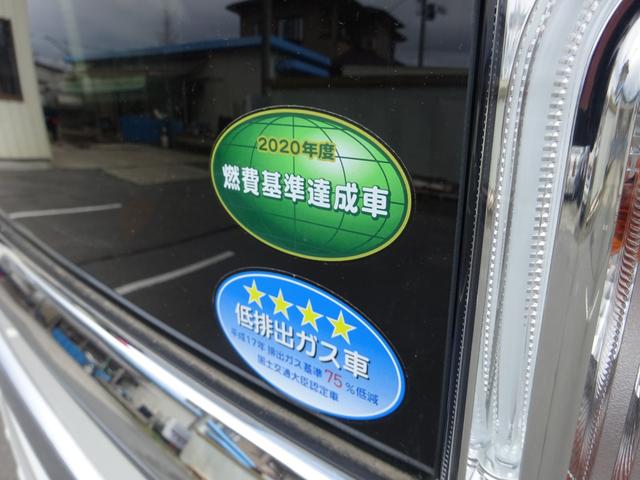 2020年度
燃費基準達成車
低排出ガス車
平成17年排出ガス基準75%低減
国土交通大臣認定車